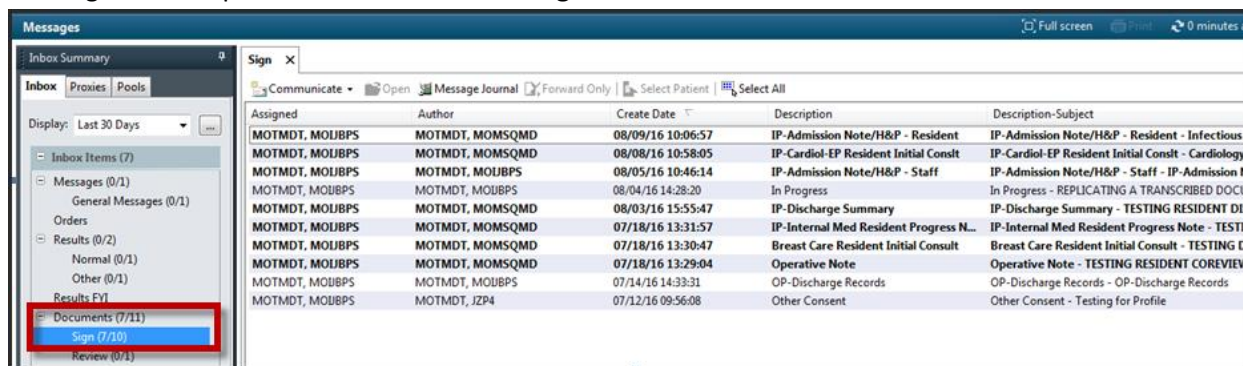 Messages Full screen Print 0 minutes
Inbox Summary
Inbox Proxies Pools
Display: Last 30 Days ...
Inbox Items (7)
Messages (0/1)
General Messages (0/1)
Orders
Results (0/2)
Normal (0/1)
Other (0/1)
Results FYI
Documents (7/11)
Sign (7/10)
Review (0/1)
Sign X
Communicate Open Message Journal Forward Only Select Patient Select All
Assigned Author Create Date Description Description-Subject
MOTMDT, MOIJBPS MOTMDT, MOMSQMD 08/09/16 10:06:57 IP-Admission Note/H&P - Resident IP-Admission Note/H&P - Resident - Infectious
MOTMDT, MOIJBPS MOTMDT, MOMSQMD 08/08/16 10:58:05 IP-Cardiol-EP Resident Initial Conslt IP-Cardiol-EP Resident Initial Conslt - Cardiology
MOTMDT, MOIJBPS MOTMDT, MOIJBPS 08/05/16 10:46:14 IP-Admission Note/H&P - Staff IP-Admission Note/H&P - Staff - IP-Admission
MOTMDT, MOIJBPS MOTMDT, MOIJBPS 08/04/16 14:28:20 In Progress In Progress - REPLICATING A TRANSCRIBED DOCU
MOTMDT, MOIJBPS MOTMDT, MOMSQMD 08/03/16 15:55:47 IP-Discharge Summary IP-Discharge Summary - TESTING RESIDENT DI
MOTMDT, MOIJBPS MOTMDT, MOMSQMD 07/18/16 13:31:57 IP-Internal Med Resident Progress N... IP-Internal Med Resident Progress Note - TESTI
MOTMDT, MOIJBPS MOTMDT, MOMSQMD 07/18/16 13:30:47 Breast Care Resident Initial Consult Breast Care Resident Initial Consult - TESTING
MOTMDT, MOIJBPS MOTMDT, MOMSQMD 07/18/16 13:29:04 Operative Note Operative Note - TESTING RESIDENT COREVIEW
MOTMDT, MOIJBPS MOTMDT, MOIJBPS 07/14/16 14:33:31 OP-Discharge Records OP-Discharge Records - OP-Discharge Records
MOTMDT, MOIJBPS MOTMDT, JZP4 07/12/16 09:56:08 Other Consent Other Consent - Testing for Profile